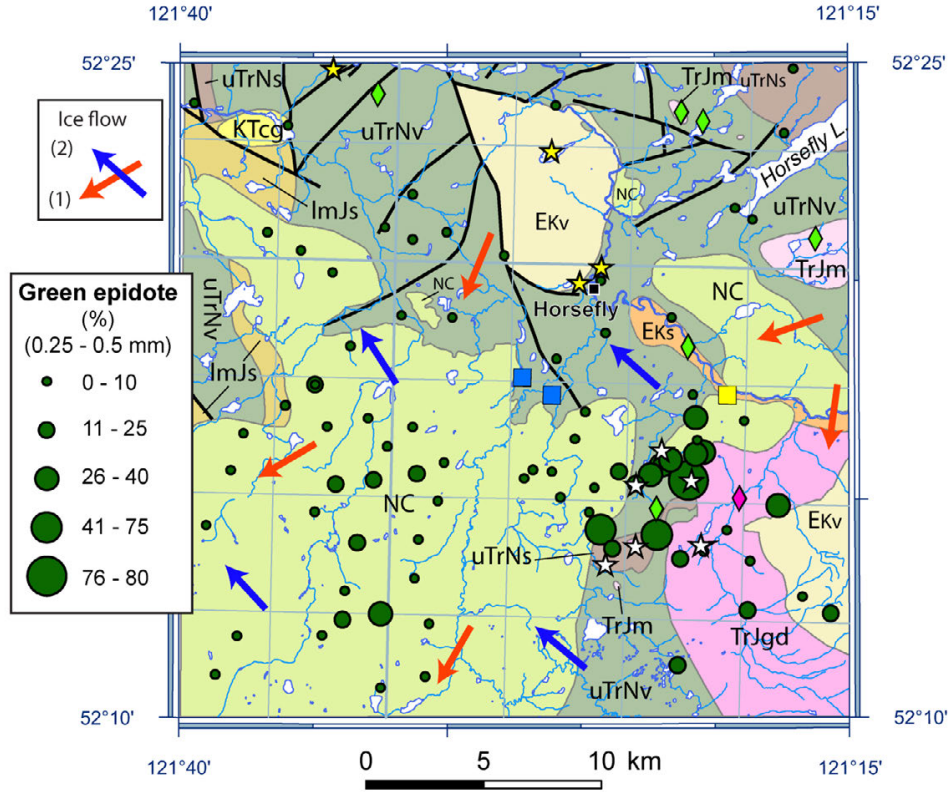 121°40'
121°15'
52°25'
52°25'
uTrNs
TrJm
uTrNs
Ice flow
(2)
(1)
KTcg
uTrNv
Horsefly L.
NC
lmJs
EKv
uTrNv
TrJm
Green epidote
(%)
(0.25 - 0.5 mm)
0 - 10
11 - 25
26 - 40
41 - 75
76 - 80
uTrNv
NC
NC
Horsefly
EKs
lmJs
NC
EKv
uTrNs
TrJm
TrJgd
uTrNv
52°10'
52°10'
121°40'
121°15'
0 5 10 km